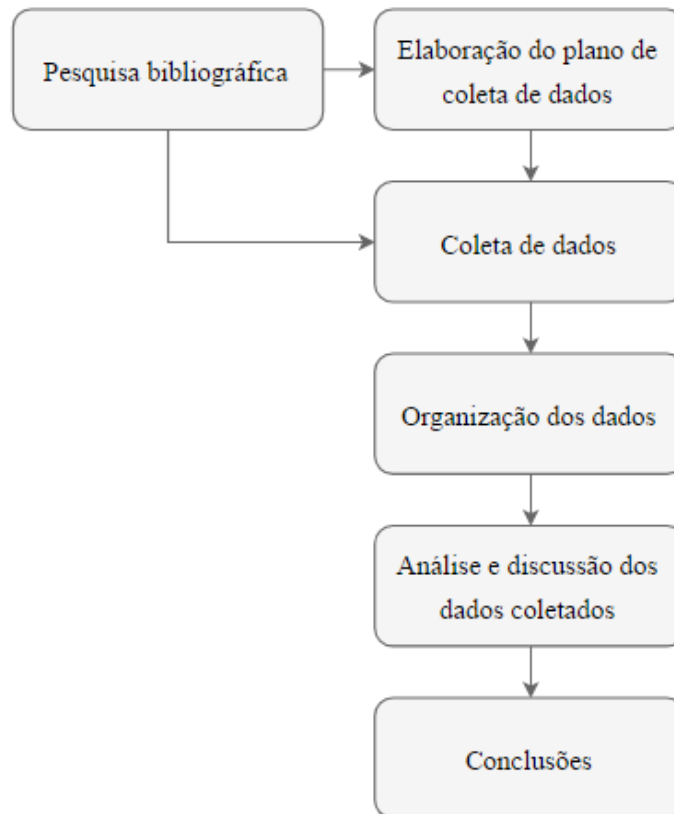 Pesquisa bibliográfica
Elaboração do plano de
coleta de dados
Coleta de dados
Organização dos dados
Análise e discussão dos
dados coletados
Conclusões